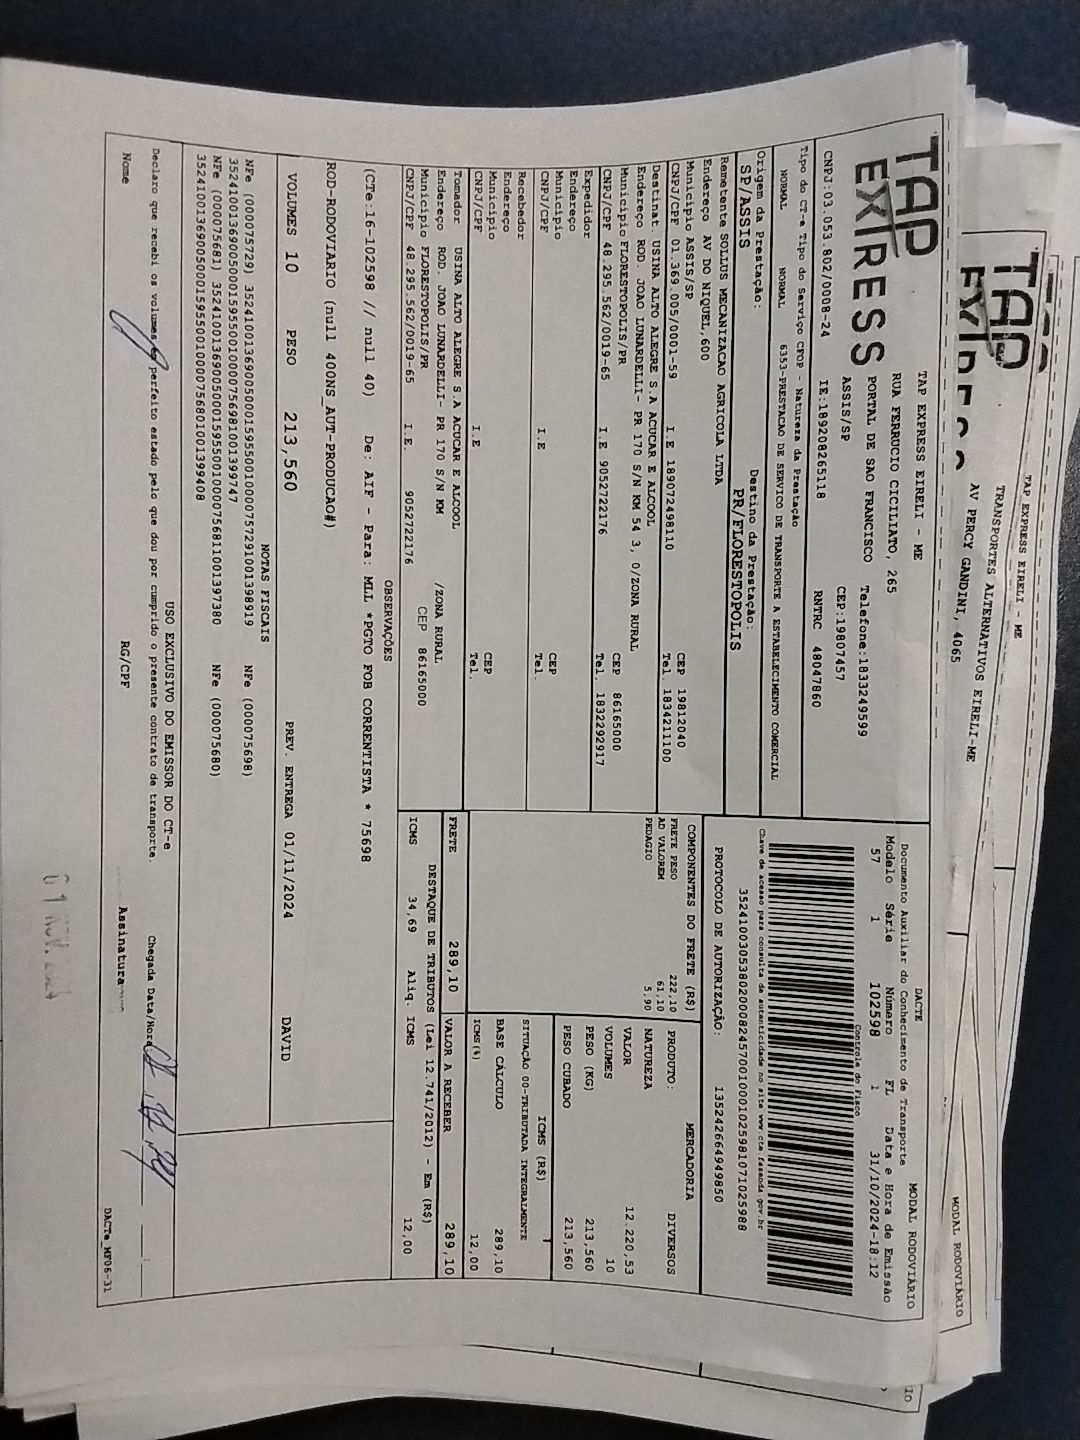 TAP
EXPRESS
TAP EXPRESS EIRELI - ME
RUA FERRUCIO CICILIATO, 265
PORTAL DE SAO FRANCISCO Telefone:1833249599
ASSIS/SP CEP:19807457
CNPJ:03.053.802/0008-24 IE:189208265118 RNTRC 48047860
DACTE
Documento Auxiliar do Conhecimento de Transporte
MODAL RODOVIÁRIO
Modelo Série Número FL Data e Hora de Emissão
57 1 102598 1 31/10/2024-18:12
Controle do Fisco
Chave de acesso para consulta de autenticidade no site www.cte.fazenda.gov.br
PROTOCOLO DE AUTORIZAÇÃO: 135242664949850
Tipo do CT-e Tipo do Serviço CFOP - Natureza da Prestação
NORMAL NORMAL 6353-PRESTACAO DE SERVICO DE TRANSPORTE A ESTABELECIMENTO COMERCIAL
Origem da Prestação: Destino da Prestação:
SP/ASSIS PR/FLORESTOPOLIS
Remetente SOLLUS MECANIZACAO AGRICOLA LTDA
Endereço AV DO NIQUEL,600
Município ASSIS/SP CEP 19812040
CNPJ/CPF 01.369.005/0001-59 I.E 189072498110 Tel 1834211100
Destinat. USINA ALTO ALEGRE S.A ACUCAR E ALCOOL
Endereço ROD. JOAO LUNARDELLI- PR 170 S/N KM 54 3, 0/ZONA RURAL
Município FLORESTOPOLIS/PR CEP 86165000
CNPJ/CPF 48.295.562/0019-65 I.E 9052722176 Tel. 1832292917
Expedidor
Endereço
Município CEP
CNPJ/CPF I.E Tel.
Recebedor
Endereço
Município CEP
CNPJ/CPF I.E Tel.
Tomador USINA ALTO ALEGRE S.A ACUCAR E ALCOOL
Endereço ROD. JOAO LUNARDELLI- PR 170 S/N KM /ZONA RURAL
Município FLORESTOPOLIS/PR CEP 86165000
CNPJ/CPF 48.295.562/0019-65 I.E. 9052722176
COMPONENTES DO FRETE (R$)
FRETE PESO 222,10
AD VALOREM 61,10
PEDAGIO 5,90
MERCADORIA
PRODUTO: DIVERSOS
NATUREZA
VALOR 12.220,53
VOLUMES 10
PESO (KG) 213,560
PESO CUBADO 213,560
ICMS (R$)
SITUAÇÃO 00-TRIBUTADA INTEGRALMENTE
BASE CÁLCULO 289,10
ICMS(%) 12,00
FRETE 289,10 VALOR A RECEBER 289,10
DESTAQUE DE TRIBUTOS (Lei 12.741/2012) - Em (R$)
ICMS 34,69 Aliq. ICMS 12,00
OBSERVAÇÕES
(CTe:16-102598 // null 40) De: AIF - Para: MLL *PGTO FOB CORRENTISTA * 75698
ROD-RODOVIARIO (null 400NS_AUT-PRODUCAO#)
VOLUMES 10 PESO 213,560 PREV. ENTREGA 01/11/2024 DAVID
NOTAS FISCAIS
NFe (000075729) NFe (000075698)
NFe (000075681) NFe (000075680)
USO EXCLUSIVO DO EMISSOR DO CT-e
Declaro que recebi os volumes em perfeito estado pelo que dou por cumprido o presente contrato de transporte. Chegada Data/Hora
Nome RG/CPF Assinatura
DACTe_MF06-31
TAP
TRANSPORTES ALTERNATIVOS EIRELI-ME
AV PERCY GANDINI, 4065
TAP EXPRESS EIRELI - ME
MODAL RODOVIÁRIO